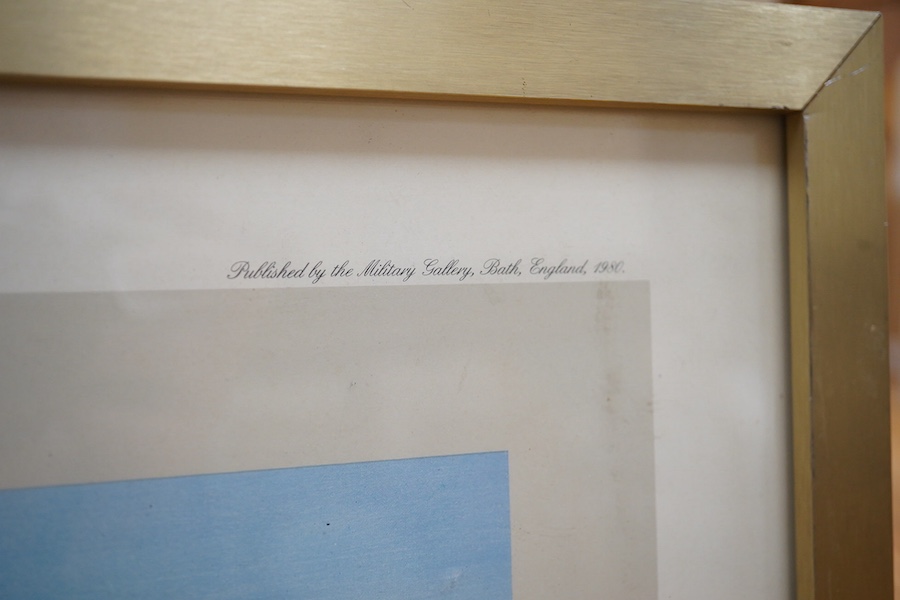 Published by the Military Gallery, Bath, England, 1980.